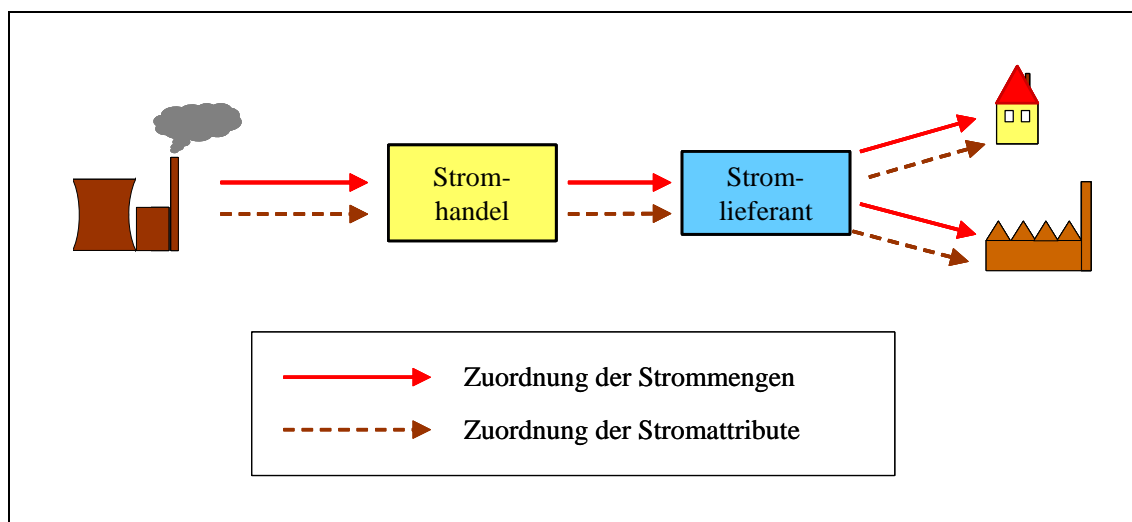 Strom-
handel
Strom-
lieferant
Zuordnung der Strommengen
Zuordnung der Stromattribute